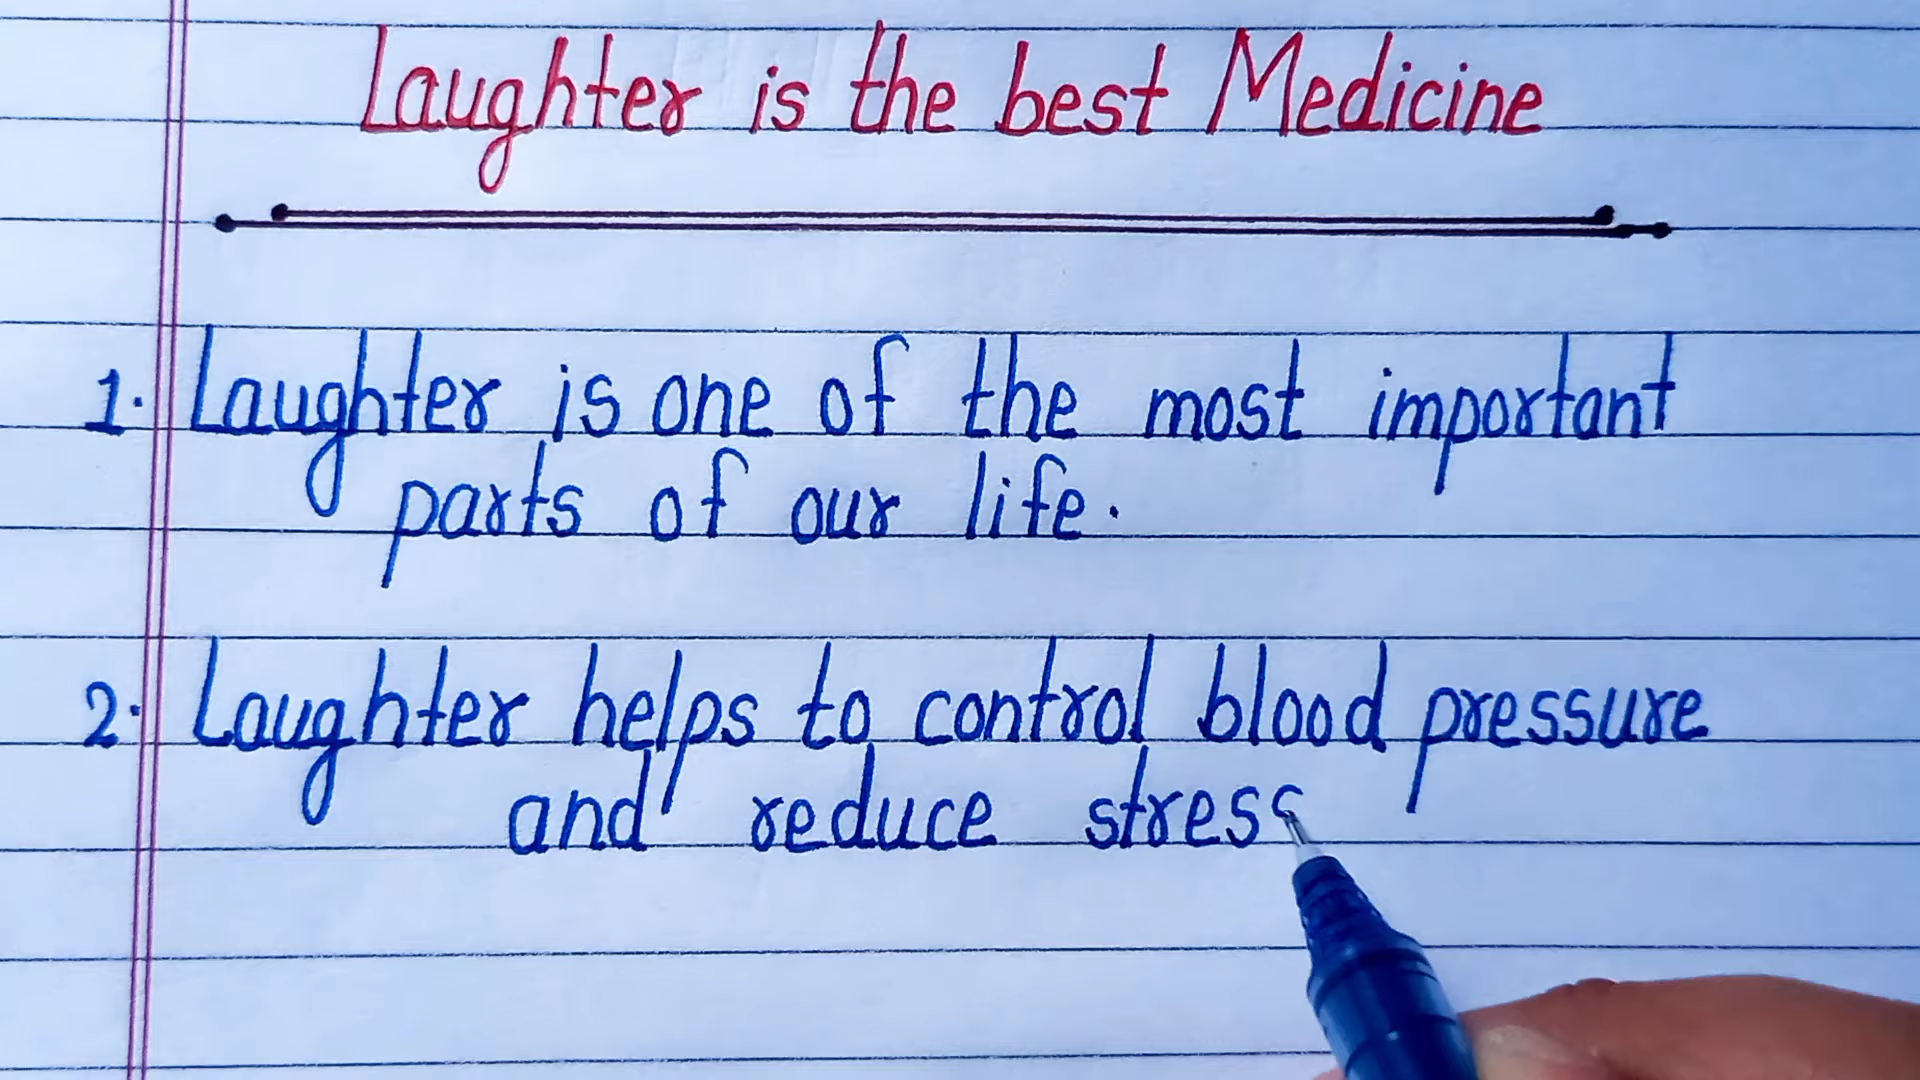 Laughter is the best Medicine
1. Laughter is one of the most important
parts of our life.
2. Laughter helps to control blood pressure
and reduce stress